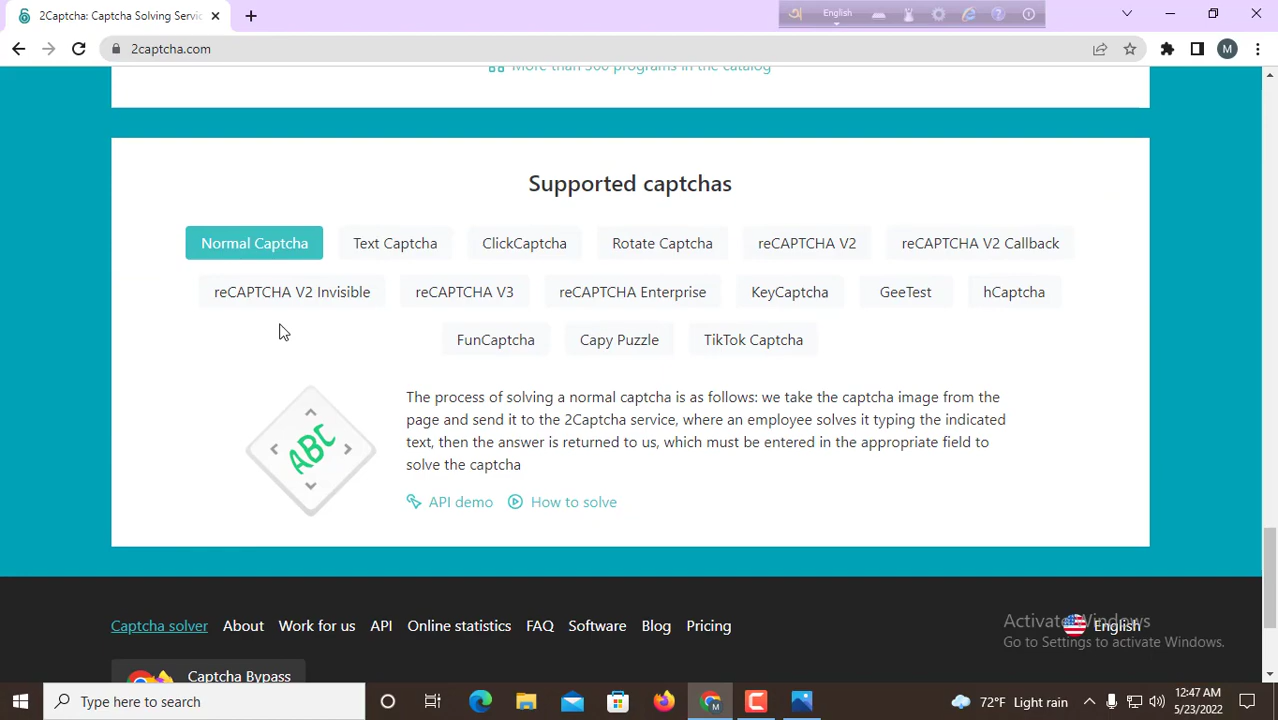 2Captcha: Captcha Solving Servic
English
2captcha.com
M
More than 500 programs in the catalog
Supported captchas
Normal Captcha
Text Captcha
ClickCaptcha
Rotate Captcha
reCAPTCHA V2
reCAPTCHA V2 Callback
reCAPTCHA V2 Invisible
reCAPTCHA V3
reCAPTCHA Enterprise
KeyCaptcha
GeeTest
hCaptcha
FunCaptcha
Capy Puzzle
TikTok Captcha
ABC
The process of solving a normal captcha is as follows: we take the captcha image from the
page and send it to the 2Captcha service, where an employee solves it typing the indicated
text, then the answer is returned to us, which must be entered in the appropriate field to
solve the captcha
API demo
How to solve
Captcha solver
About
Work for us
API
Online statistics
FAQ
Software
Blog
Pricing
English
Activate Windows
Go to Settings to activate Windows.
Captcha Bypass
Type here to search
72°F Light rain
12:47 AM
5/23/2022